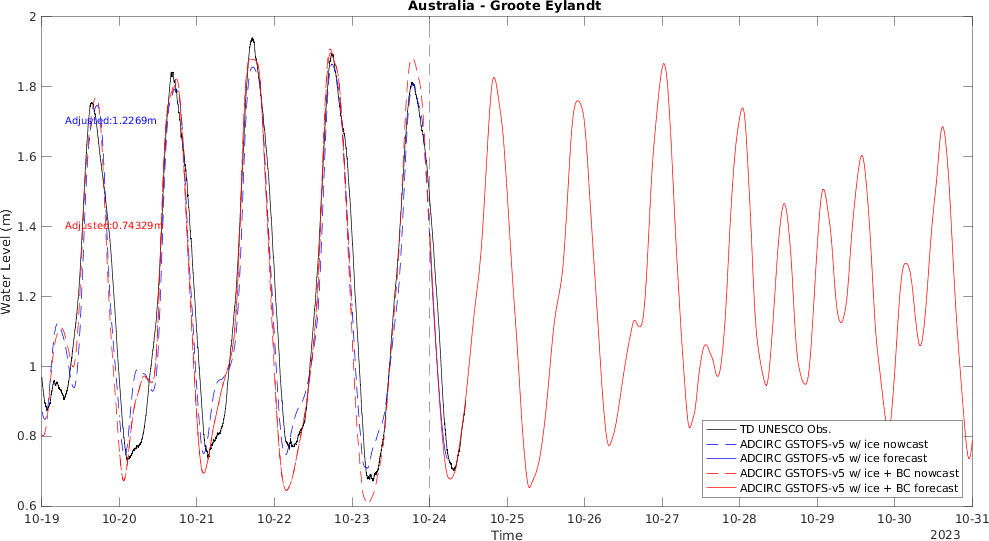 Australia - Groote Eylandt
2
1.8
1.6
1.4
1.2
1
0.8
0.6
Water Level (m)
Adjusted:1.2269m
Adjusted:0.74329m
TD UNESCO Obs.
ADCIRC GSTOFS-v5 w/ ice nowcast
ADCIRC GSTOFS-v5 w/ ice forecast
ADCIRC GSTOFS-v5 w/ ice + BC nowcast
ADCIRC GSTOFS-v5 w/ ice + BC forecast
10-19 10-20 10-21 10-22 10-23 10-24 10-25 10-26 10-27 10-28 10-29 10-30 10-31
Time
2023